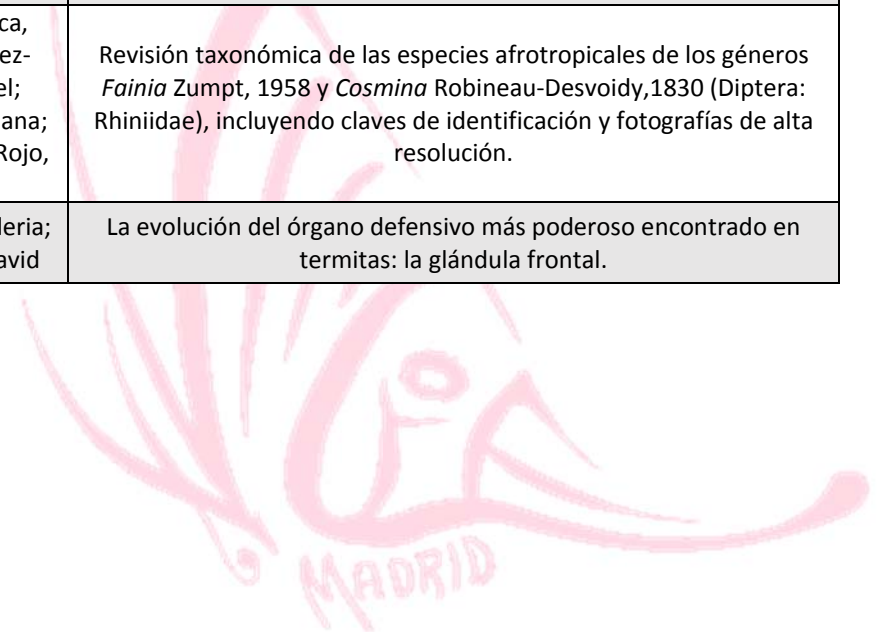 ca,
ez-
el;
ana;
Rojo,
Revisión taxonómica de las especies afrotropicales de los géneros
Fainia Zumpt, 1958 y Cosmina Robineau-Desvoidy,1830 (Diptera:
Rhiniidae), incluyendo claves de identificación y fotografías de alta
resolución.
leria;
avid
La evolución del órgano defensivo más poderoso encontrado en
termitas: la glándula frontal.
MADRID